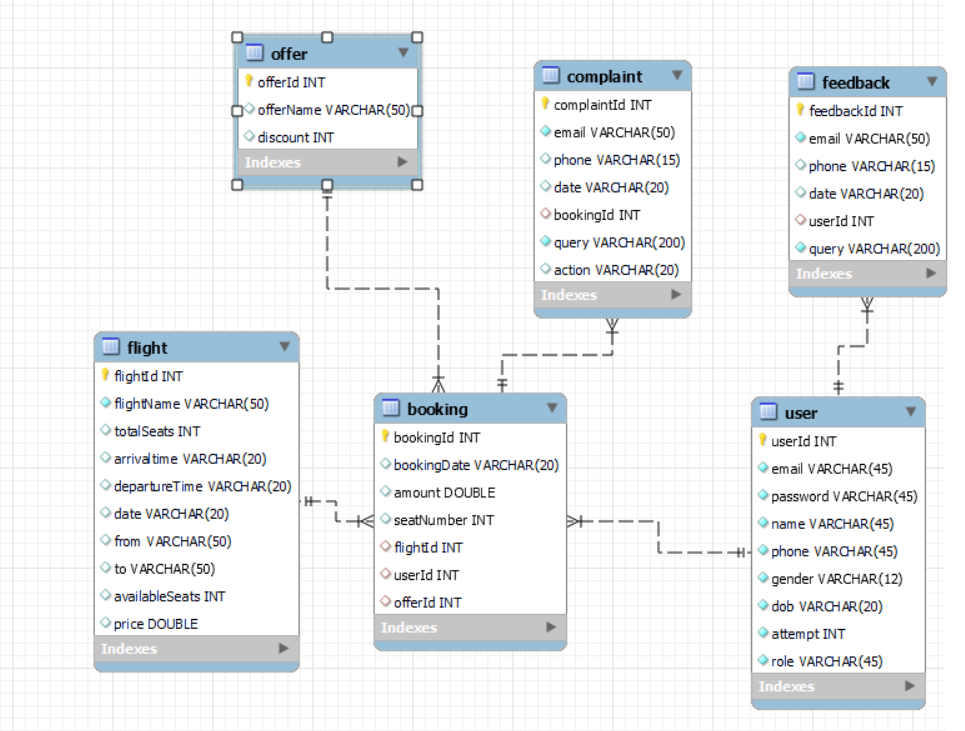 offer
offerId INT
offerName VARCHAR(50)
discount INT
Indexes
complaint
complaintId INT
email VARCHAR(50)
phone VARCHAR(15)
date VARCHAR(20)
bookingId INT
query VARCHAR(200)
action VARCHAR(20)
Indexes
feedback
feedbackId INT
email VARCHAR(50)
phone VARCHAR(15)
date VARCHAR(20)
userId INT
query VARCHAR(200)
Indexes
flight
flightId INT
flightName VARCHAR(50)
totalSeats INT
arrivaltime VARCHAR(20)
departureTime VARCHAR(20)
date VARCHAR(20)
from VARCHAR(50)
to VARCHAR(50)
availableSeats INT
price DOUBLE
Indexes
booking
bookingId INT
bookingDate VARCHAR(20)
amount DOUBLE
seatNumber INT
flightId INT
userId INT
offerId INT
Indexes
user
userId INT
email VARCHAR(45)
password VARCHAR(45)
name VARCHAR(45)
phone VARCHAR(45)
gender VARCHAR(12)
dob VARCHAR(20)
attempt INT
role VARCHAR(45)
Indexes